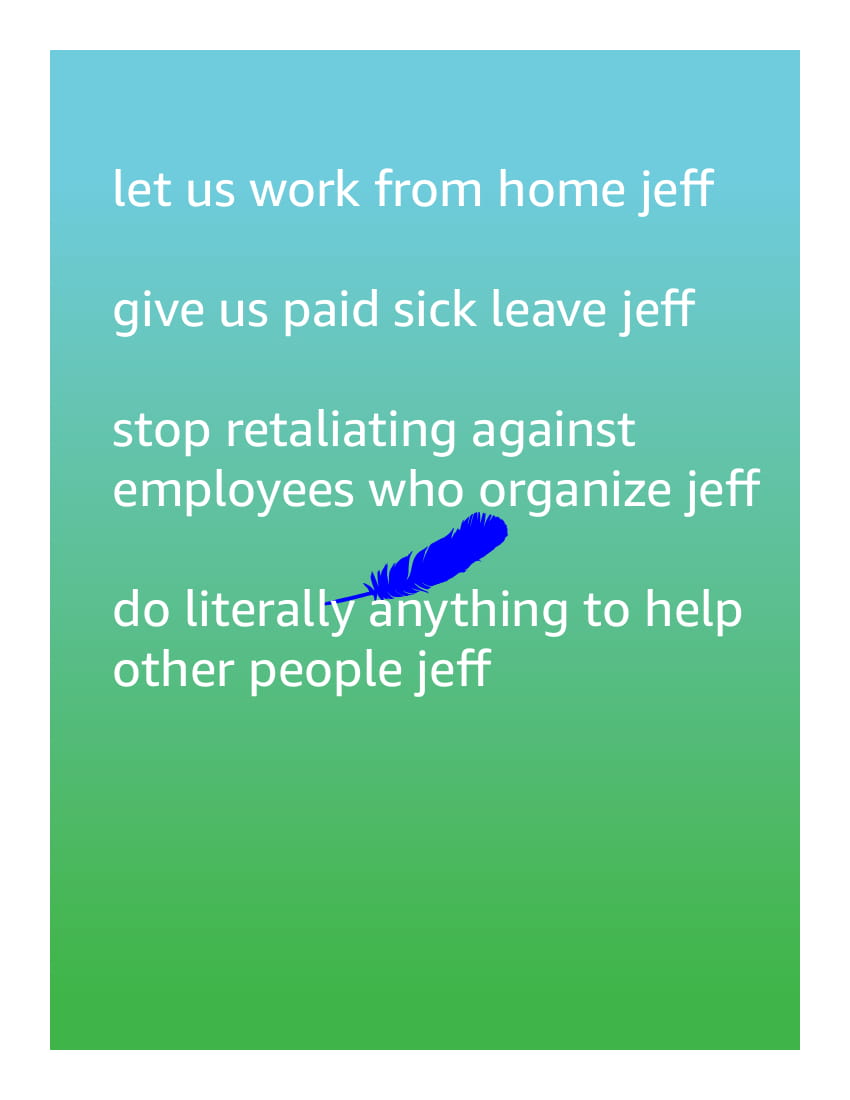 let us work from home jeff
give us paid sick leave jeff
stop retaliating against
employees who organize jeff
do literally anything to help
other people jeff